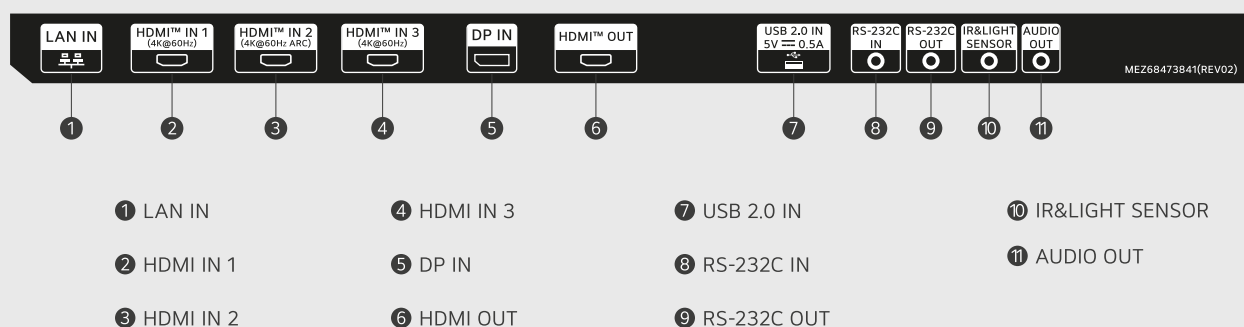 LAN IN
HDMI™ IN 1
(4K@60Hz)
HDMI™ IN 2
(4K@60Hz ARC)
HDMI™ IN 3
(4K@60Hz)
DP IN
HDMI™ OUT
USB 2.0 IN
5V ⎓ 0.5A
RS-232C
IN
RS-232C
OUT
IR&LIGHT
SENSOR
AUDIO
OUT
MEZ68473841(REV02)
1 2 3 4 5 6 7 8 9 10 11
1 LAN IN
2 HDMI IN 1
3 HDMI IN 2
4 HDMI IN 3
5 DP IN
6 HDMI OUT
7 USB 2.0 IN
8 RS-232C IN
9 RS-232C OUT
10 IR&LIGHT SENSOR
11 AUDIO OUT